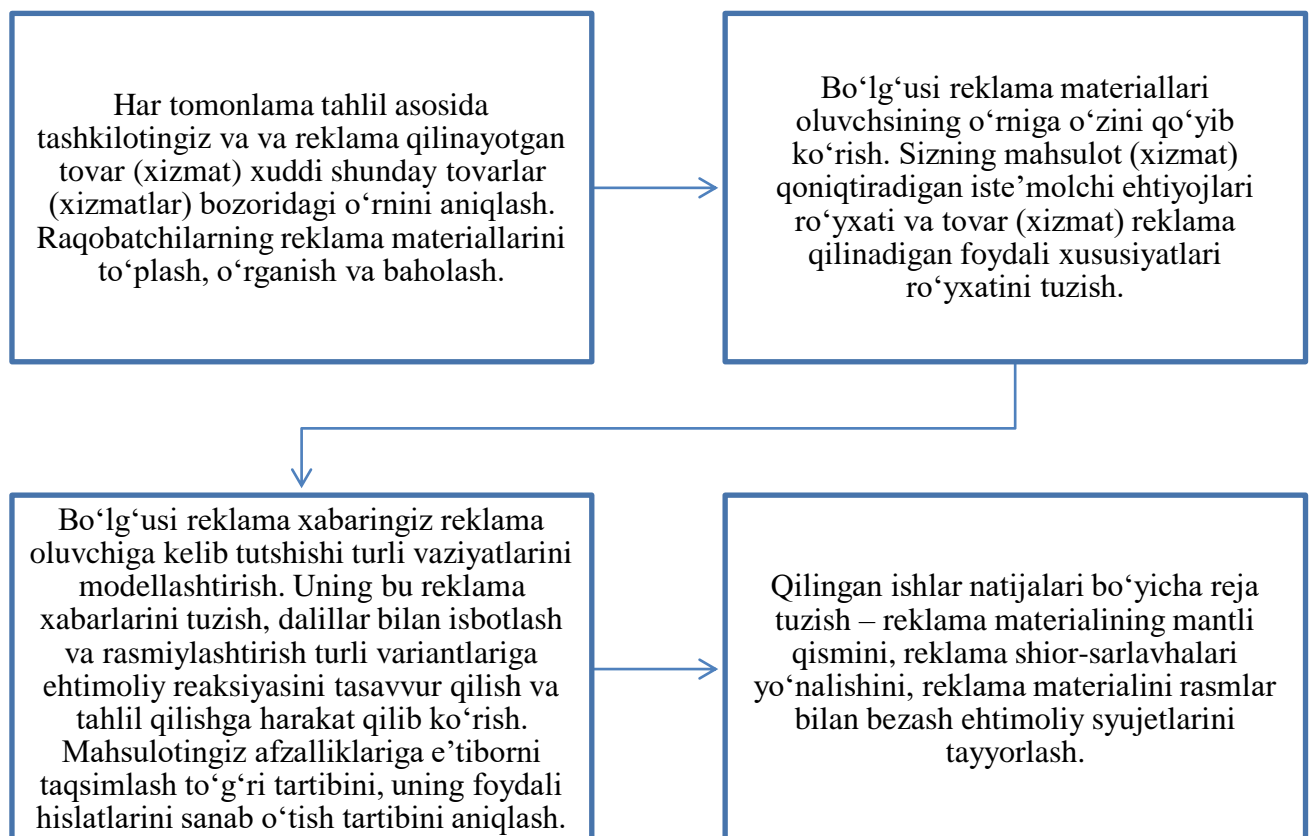 Har tomonlama tahlil asosida
tashkilotingiz va va reklama qilinayotgan
tovar (xizmat) xuddi shunday tovarlar
(xizmatlar) bozoridagi o‘rnini aniqlash.
Raqobatchilarning reklama materiallarini
to‘plash, o‘rganish va baholash.
Bo‘lg‘usi reklama materiallari
oluvchsining o‘rniga o‘zini qo‘yib
ko‘rish. Sizning mahsulot (xizmat)
qoniqtiradigan iste’molchi ehtiyojlari
ro‘yxati va tovar (xizmat) reklama
qilinadigan foydali xususiyatlari
ro‘yxatini tuzish.
Bo‘lg‘usi reklama xabaringiz reklama
oluvchiga kelib tutshishi turli vaziyatlarini
modellashtirish. Uning bu reklama
xabarlarini tuzish, dalillar bilan isbotlash
va rasmiylashtirish turli variantlariga
ehtimoliy reaksiyasini tasavvur qilish va
tahlil qilishga harakat qilib ko‘rish.
Mahsulotingiz afzalliklariga e’tiborni
taqsimlash to‘g‘ri tartibini, uning foydali
hislatlarini sanab o‘tish tartibini aniqlash.
Qilingan ishlar natijalari bo‘yicha reja
tuzish – reklama materialining mantli
qismini, reklama shior-sarlavhalari
yo‘nalishini, reklama materialini rasmlar
bilan bezash ehtimoliy syujetlarini
tayyorlash.